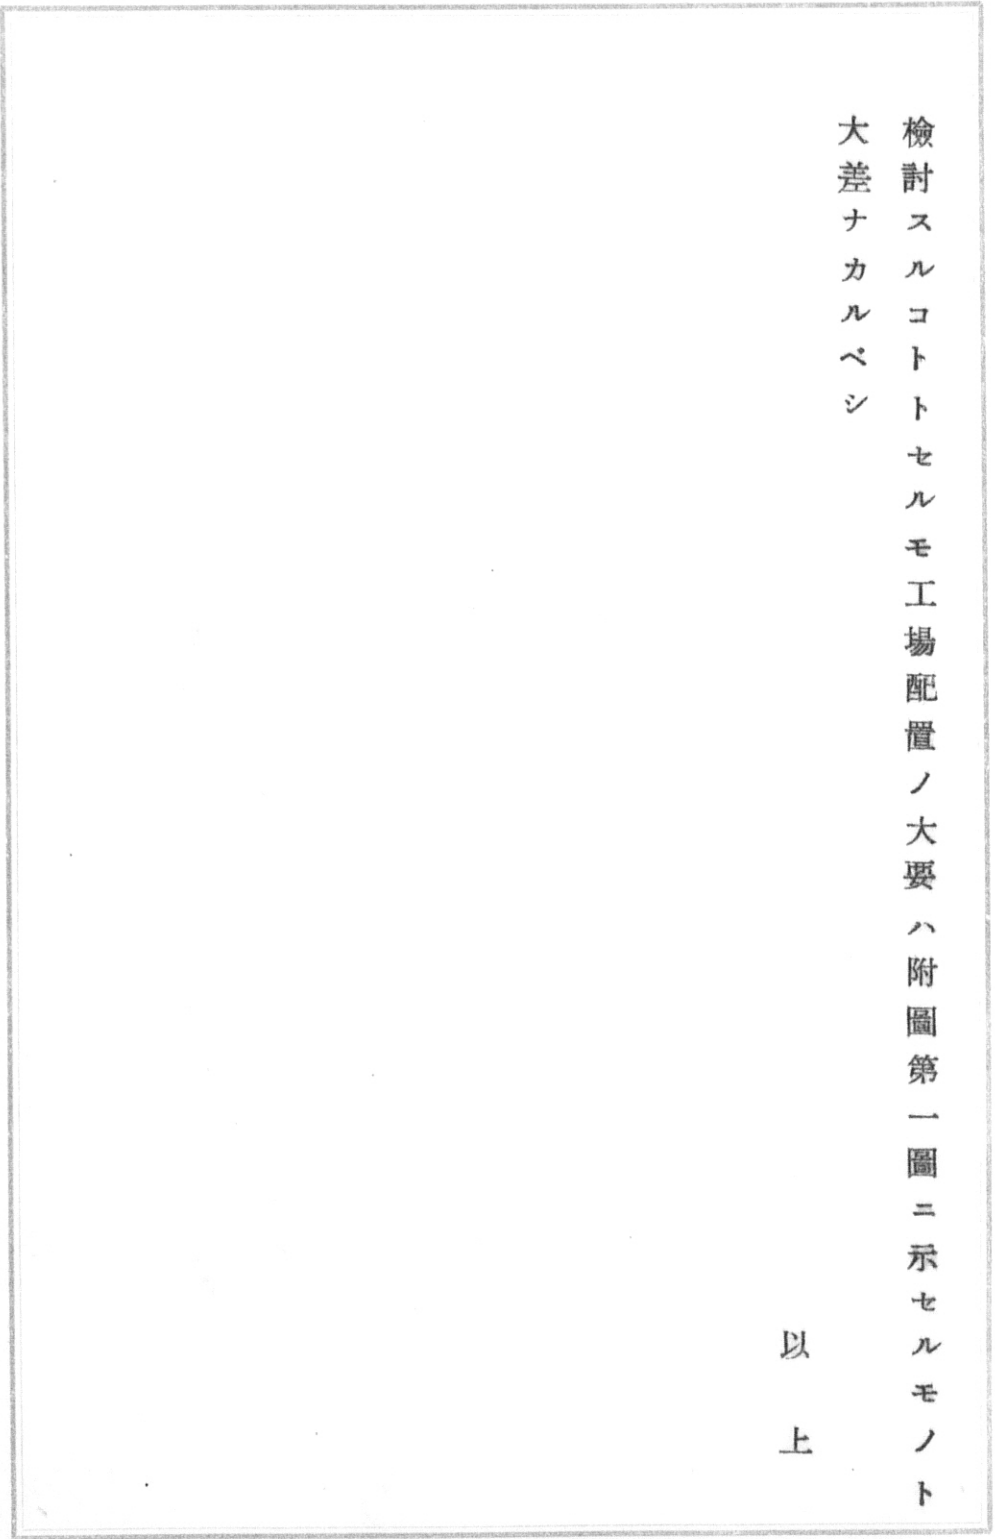 檢討スルコトトセルモ工場配置ノ大要ハ附圖第一圖ニ示セルモノト
大差ナカルベシ
以上